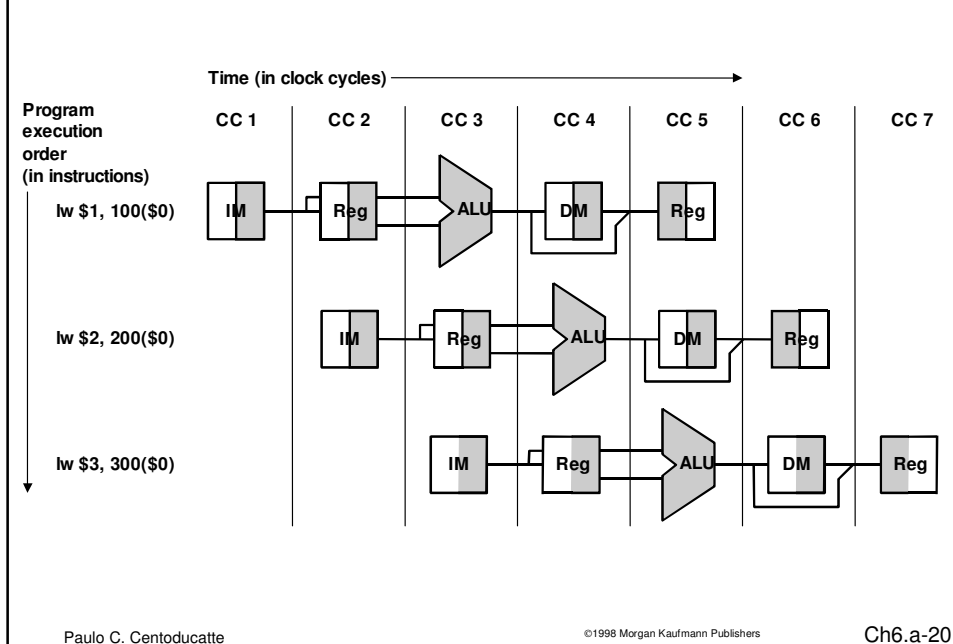 Time (in clock cycles)
Program
execution
order
(in instructions)
CC 1 CC 2 CC 3 CC 4 CC 5 CC 6 CC 7
lw $1, 100($0) IM Reg ALU DM Reg
lw $2, 200($0) IM Reg ALU DM Reg
lw $3, 300($0) IM Reg ALU DM Reg
Paulo C. Centoducatte ©1998 Morgan Kaufmann Publishers Ch6.a-20